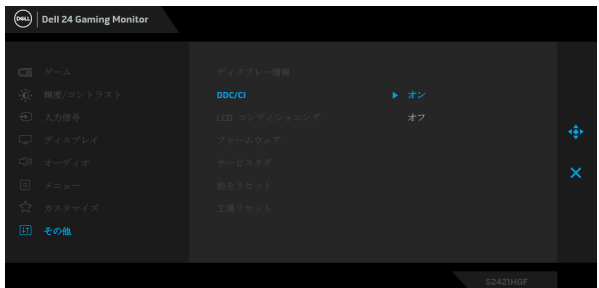 DELL Dell 24 Gaming Monitor
ゲーム
輝度/コントラスト
入力信号
ディスプレイ
オーディオ
メニュー
カスタマイズ
その他
ディスプレー情報
DDC/CI オン
LCD コンディショニング オフ
ファームウェア
サービスタグ
他をリセット
工場リセット
S2421HGF